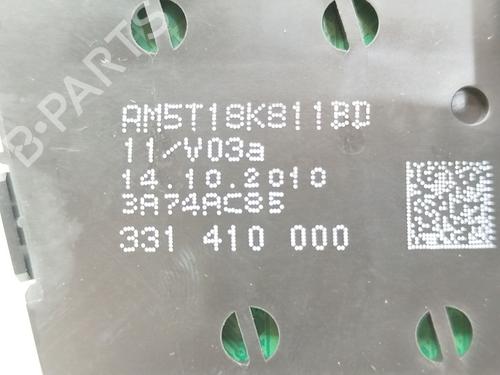 B-PARTS
AM5T18K811BD
11/V03a
14.10.2010
3A74AC85
331 410 000